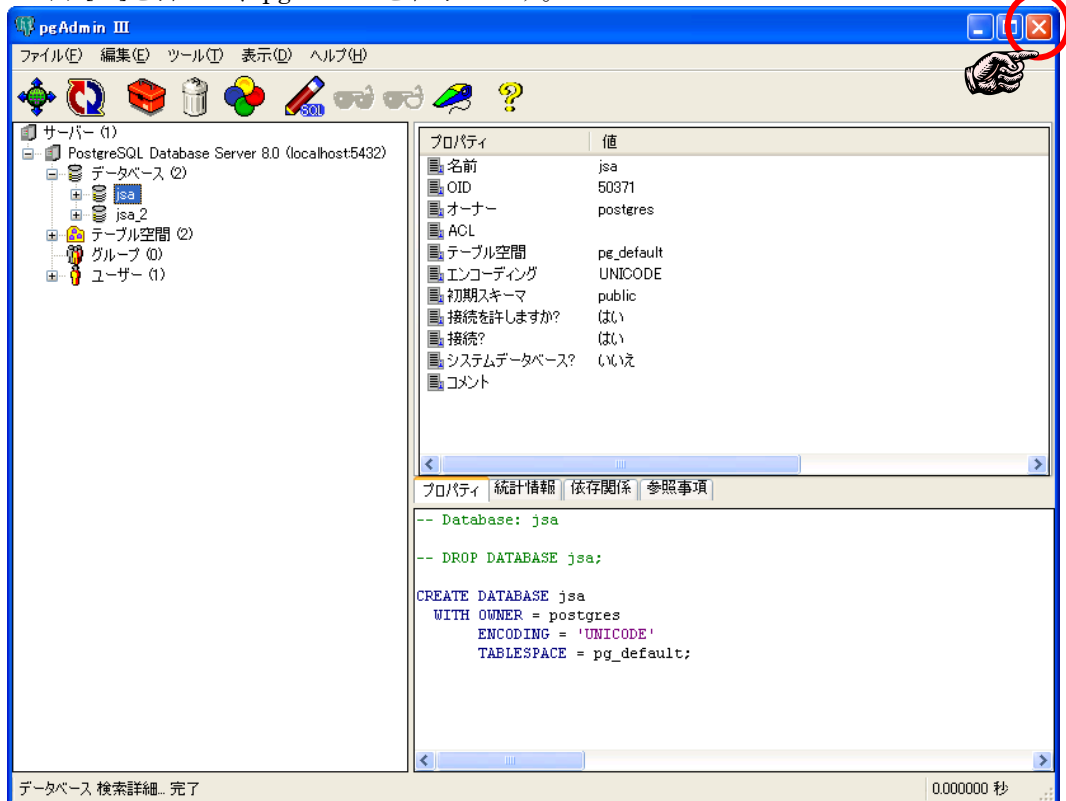 pgAdmin III
ファイル(F) 編集(E) ツール(T) 表示(D) ヘルプ(H)
SQL
サーバー (1)
PostgreSQL Database Server 8.0 (localhost:5432)
データベース (2)
jsa
jsa_2
テーブル空間 (2)
グループ (0)
ユーザー (1)
プロパティ 値
名前 jsa
OID 50371
オーナー postgres
ACL
テーブル空間 pg_default
エンコーディング UNICODE
初期スキーマ public
接続を許しますか? はい
接続? はい
システムデータベース? いいえ
コメント
プロパティ 統計情報 依存関係 参照事項
-- Database: jsa
-- DROP DATABASE jsa;
CREATE DATABASE jsa
WITH OWNER = postgres
ENCODING = 'UNICODE'
TABLESPACE = pg_default;
データベース 検索詳細... 完了 0.000000 秒